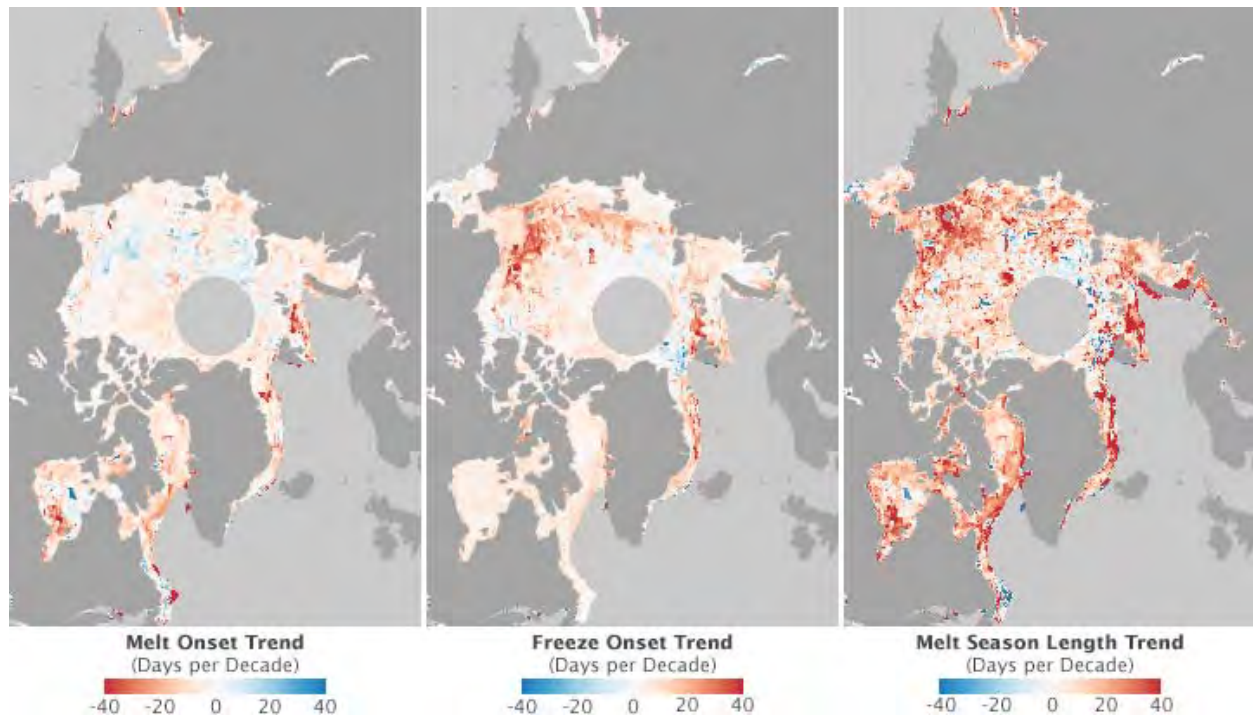 Melt Onset Trend
(Days per Decade)
-40 -20 0 20 40
Freeze Onset Trend
(Days per Decade)
-40 -20 0 20 40
Melt Season Length Trend
(Days per Decade)
-40 -20 0 20 40